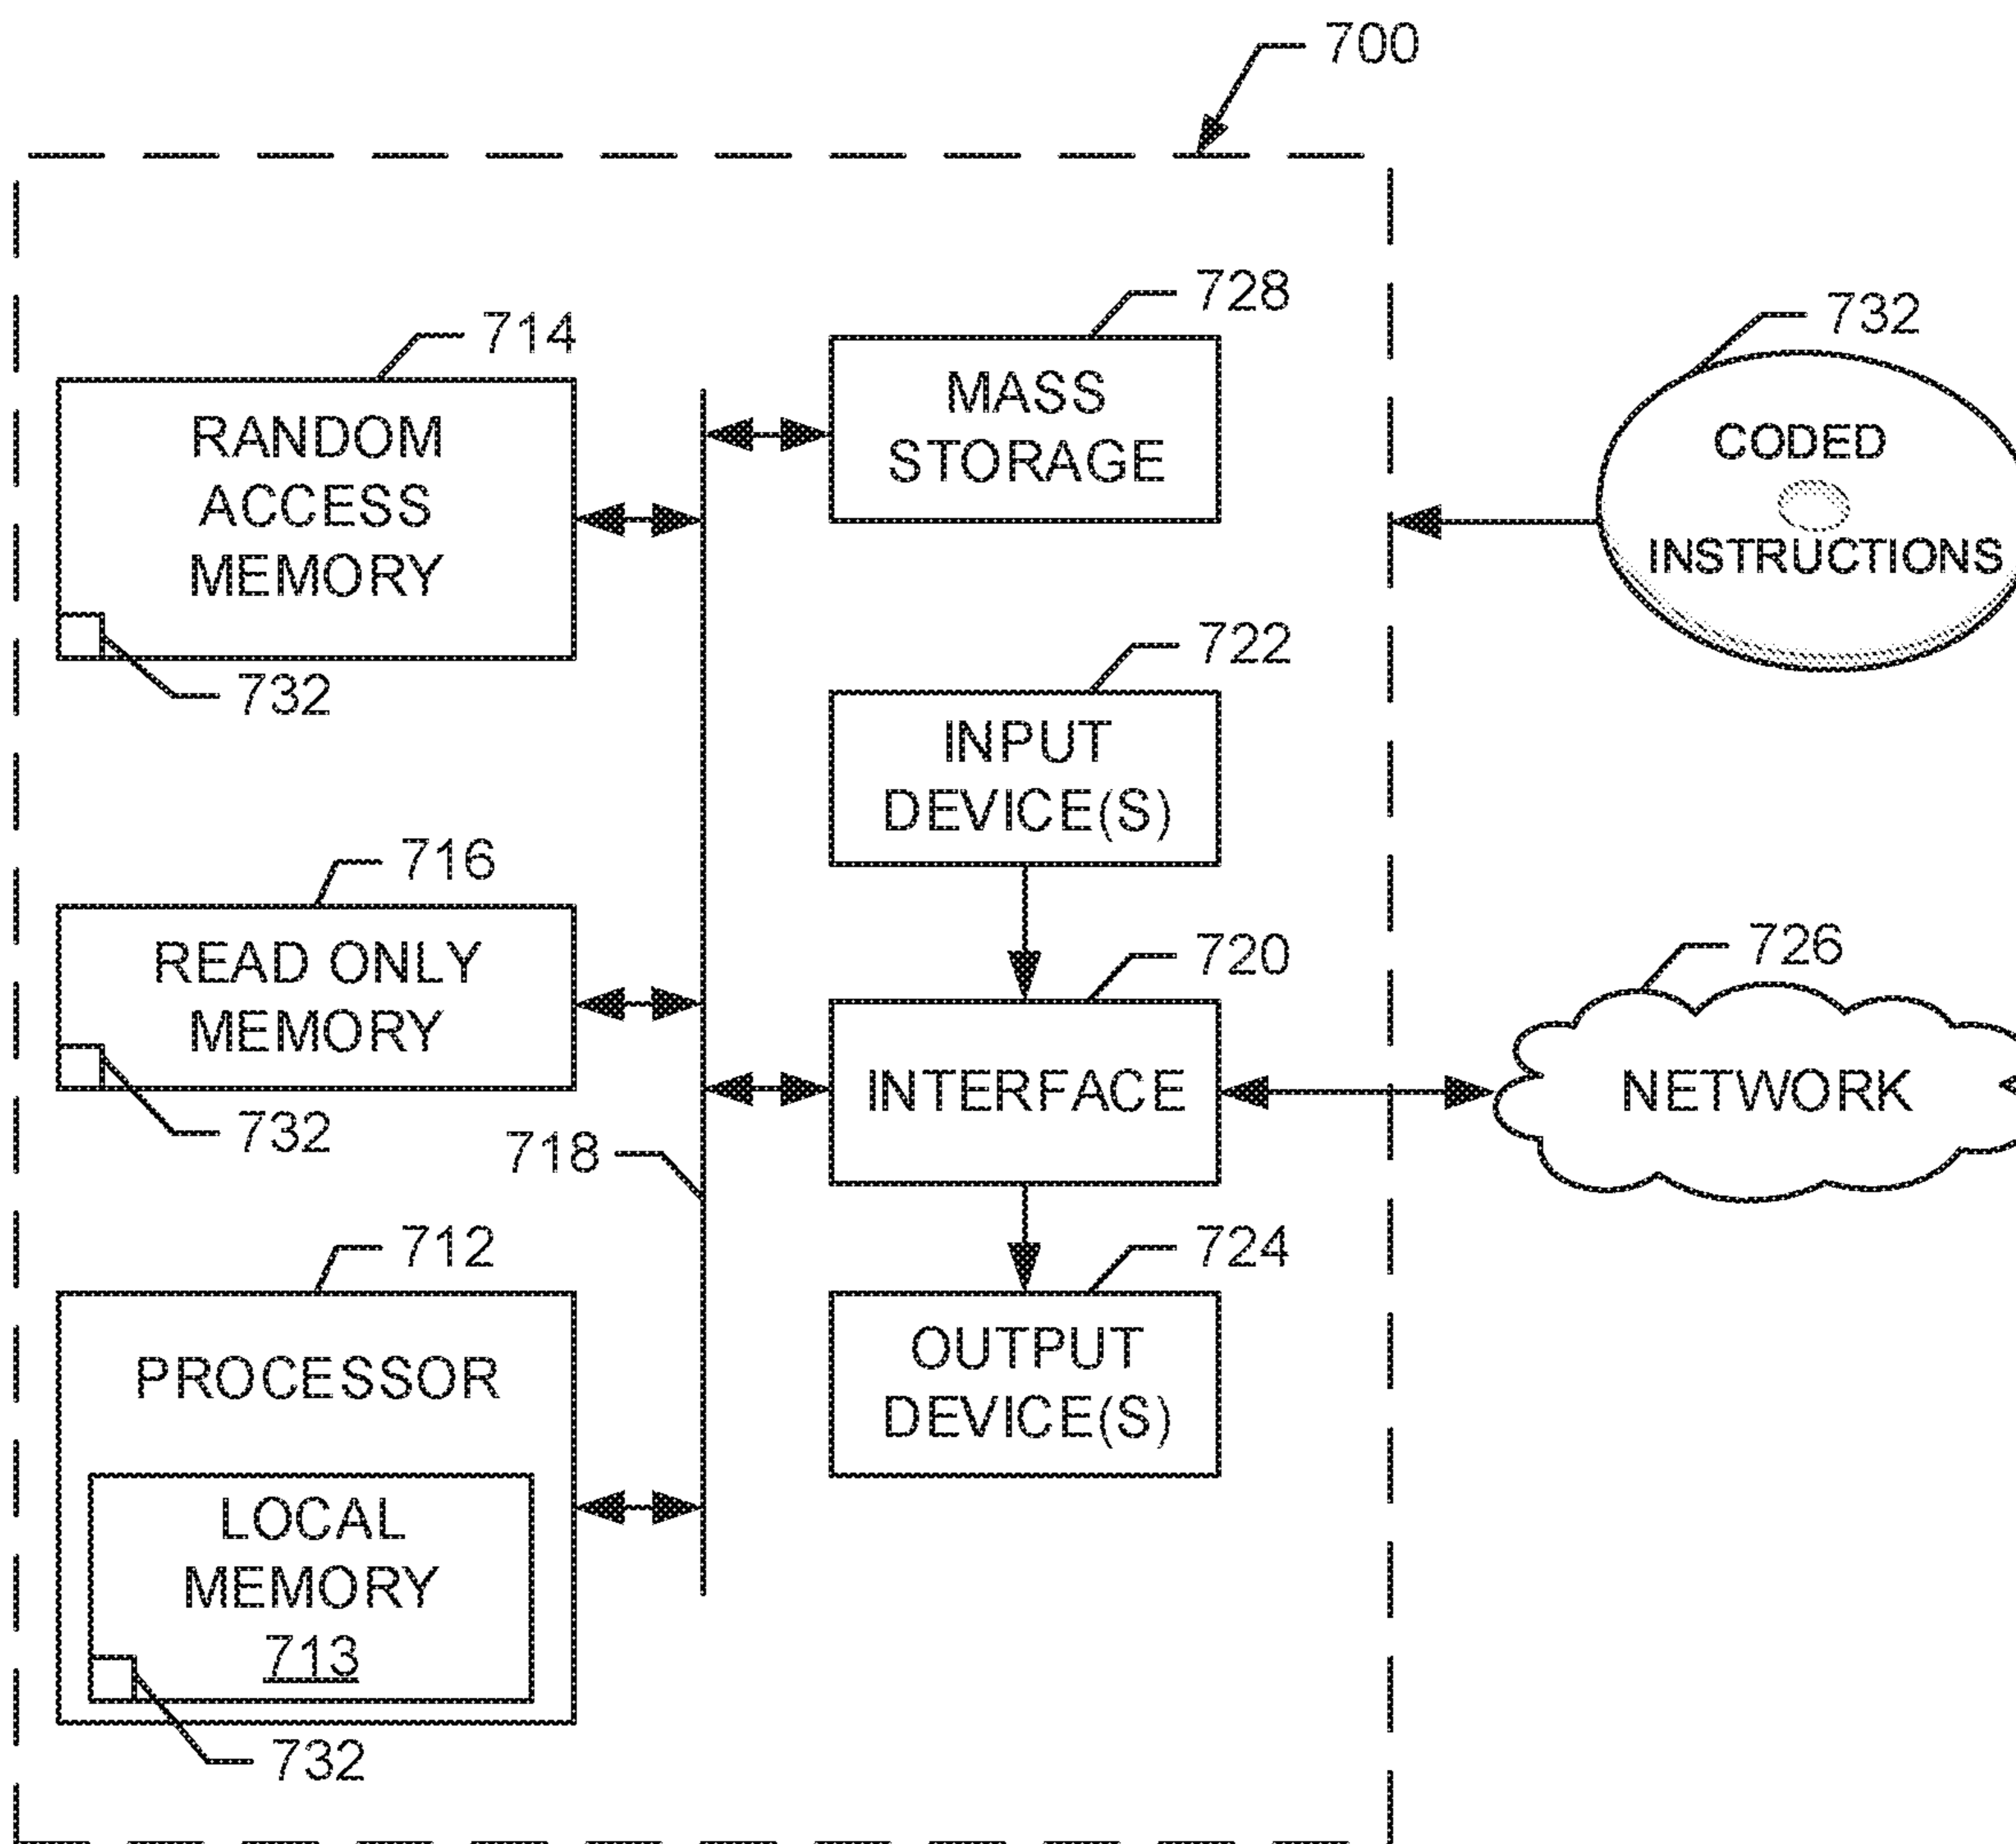 700
728
714
732
MASS
STORAGE
RANDOM
ACCESS
MEMORY
CODED
INSTRUCTIONS
722
732
INPUT
DEVICE(S)
716
720
726
READ ONLY
MEMORY
INTERFACE
NETWORK
732
718
712
724
PROCESSOR
OUTPUT
DEVICE(S)
LOCAL
MEMORY
713
732